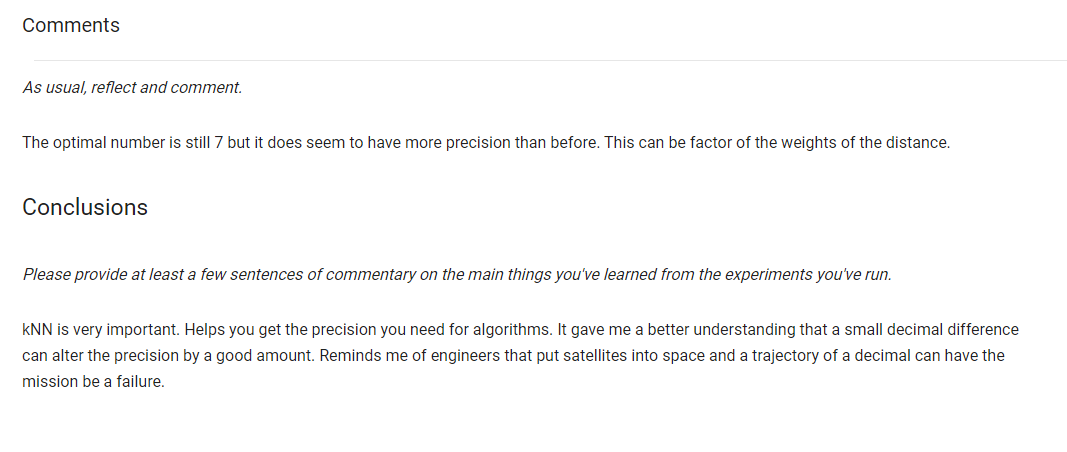 Comments
As usual, reflect and comment.
The optimal number is still 7 but it does seem to have more precision than before. This can be factor of the weights of the distance.
Conclusions
Please provide at least a few sentences of commentary on the main things you've learned from the experiments you've run.
kNN is very important. Helps you get the precision you need for algorithms. It gave me a better understanding that a small decimal difference
can alter the precision by a good amount. Reminds me of engineers that put satellites into space and a trajectory of a decimal can have the
mission be a failure.